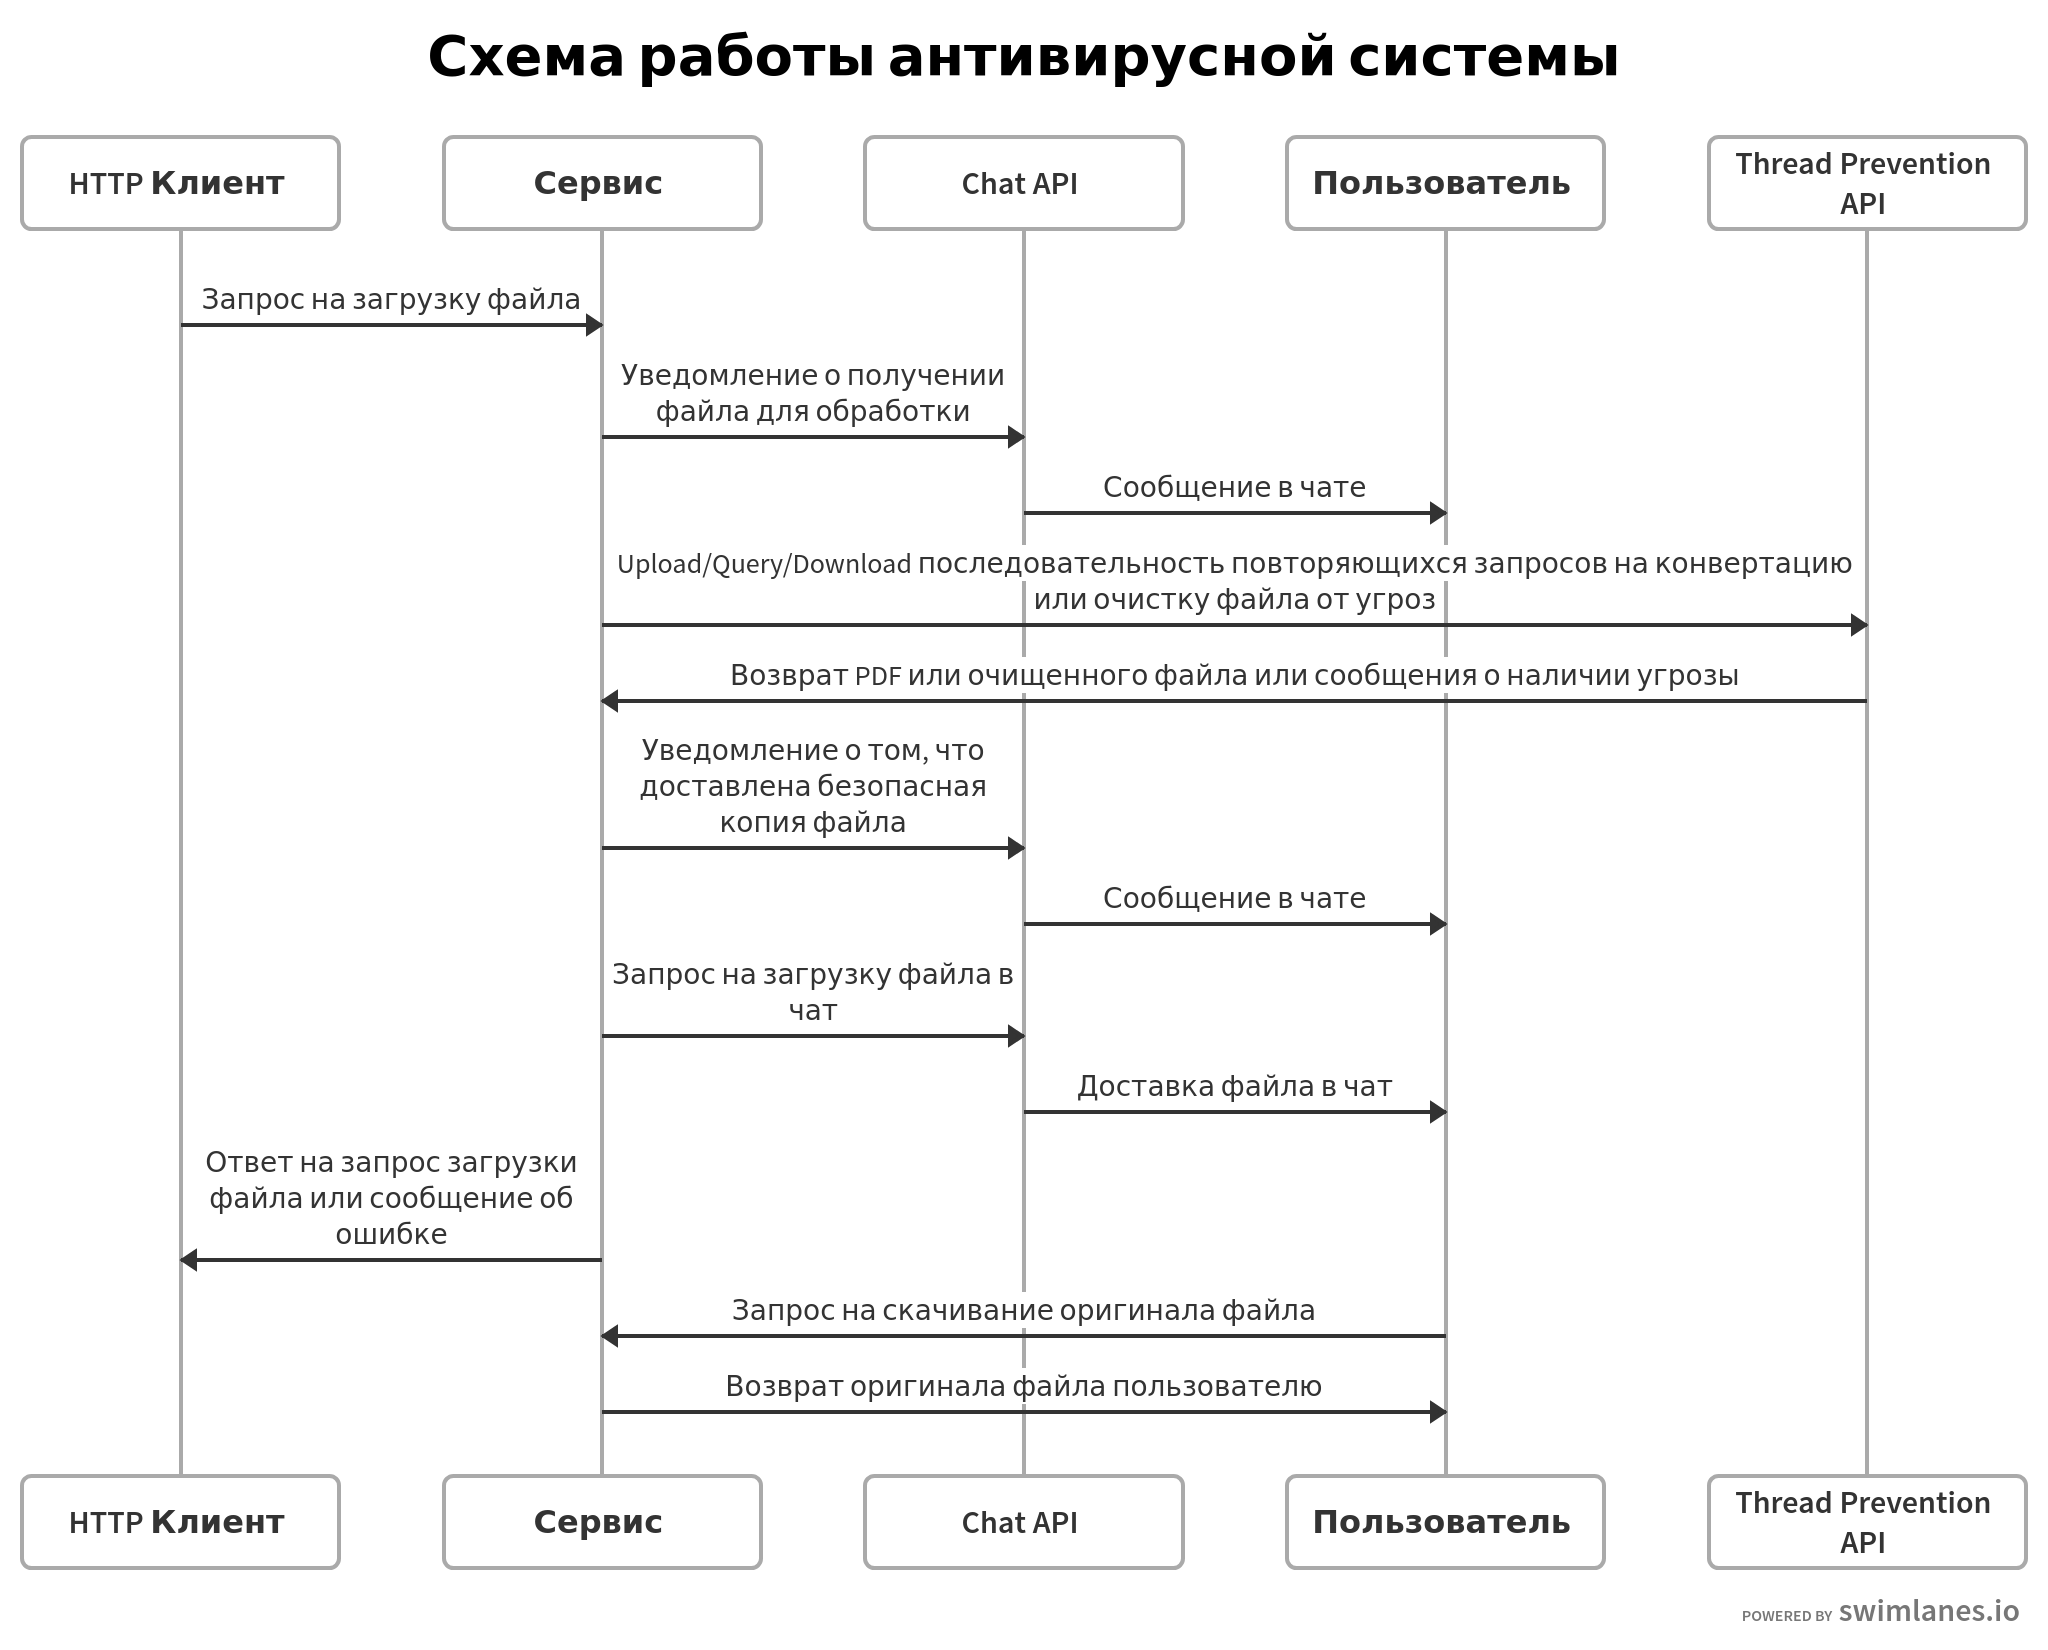 Схема работы антивирусной системы
HTTP Клиент
Сервис
Chat API
Пользователь
Thread Prevention
API
Запрос на загрузку файла
Уведомление о получении
файла для обработки
Сообщение в чате
Upload/Query/Download последовательность повторяющихся запросов на конвертацию
или очистку файла от угроз
Возврат PDF или очищенного файла или сообщения о наличии угрозы
Уведомление о том, что
доставлена безопасная
копия файла
Сообщение в чате
Запрос на загрузку файла в
чат
Доставка файла в чат
Ответ на запрос загрузки
файла или сообщение об
ошибке
Запрос на скачивание оригинала файла
Возврат оригинала файла пользователю
HTTP Клиент
Сервис
Chat API
Пользователь
Thread Prevention
API
POWERED BY swimlanes.io